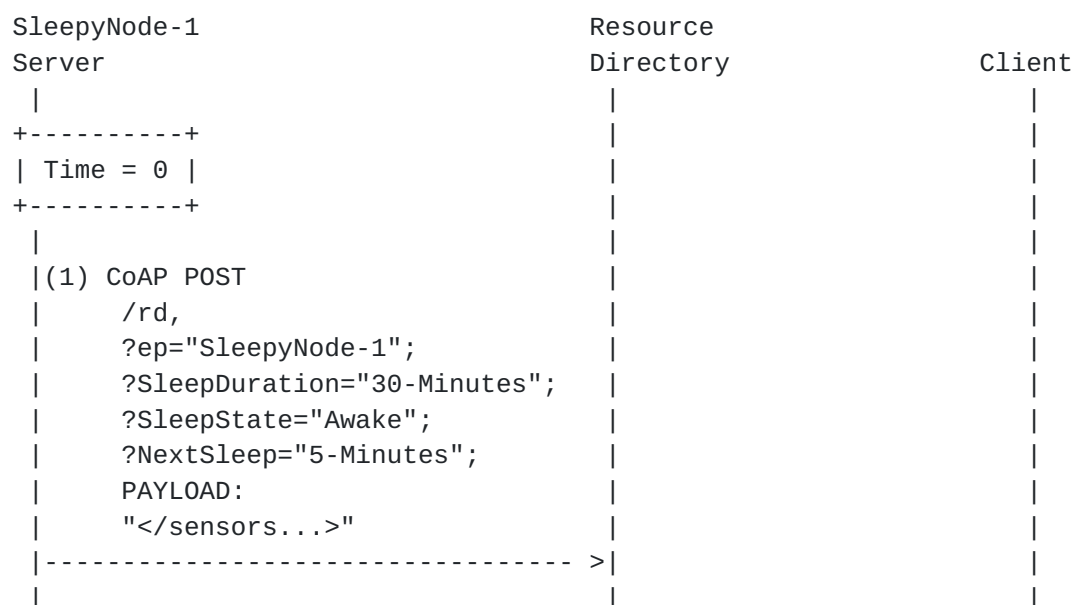 SleepyNode-1                         Resource
Server                               Directory                Client
 |                                    |                          |
+----------+                          |                          |
| Time = 0 |                          |                          |
+----------+                          |                          |
 |                                    |                          |
 |(1) CoAP POST                       |                          |
 |     /rd,                           |                          |
 |     ?ep="SleepyNode-1";            |                          |
 |     ?SleepDuration="30-Minutes";   |                          |
 |     ?SleepState="Awake";           |                          |
 |     ?NextSleep="5-Minutes";        |                          |
 |     PAYLOAD:                       |                          |
 |     "</sensors...>"                |                          |
 |---------------------------------- >|                          |
 |                                    |                          |